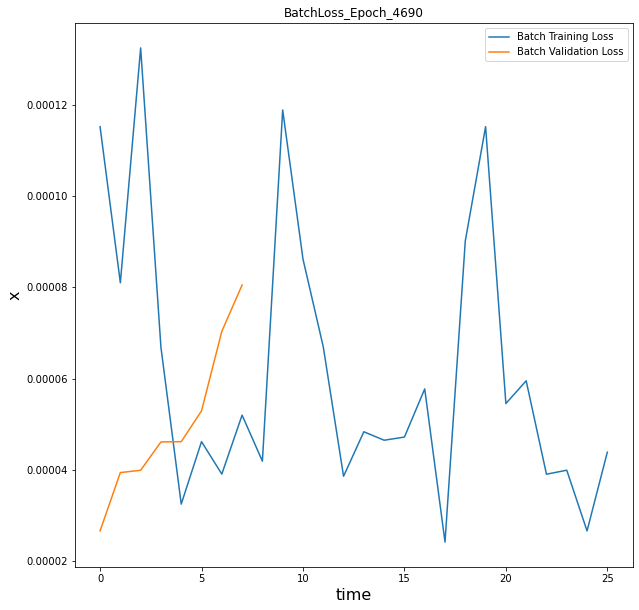 BatchLoss_Epoch_4690
Batch Training Loss
Batch Validation Loss
0.00012
0.00010
0.00008
0.00006
0.00004
0.00002
x
0 5 10 15 20 25
time